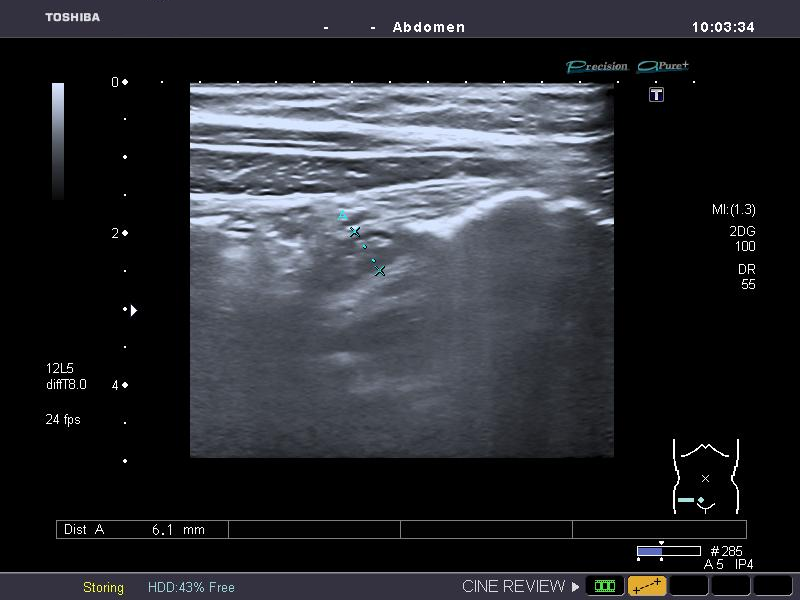 TOSHIBA
- - Abdomen 10:03:34
Precision APure+
0
T
MI:(1.3)
2
2DG
100
DR
55
A
12L5
diffT8.0
4
24 fps
Dist A 6.1 mm
#285
A 5 IP4
Storing HDD:43% Free CINE REVIEW